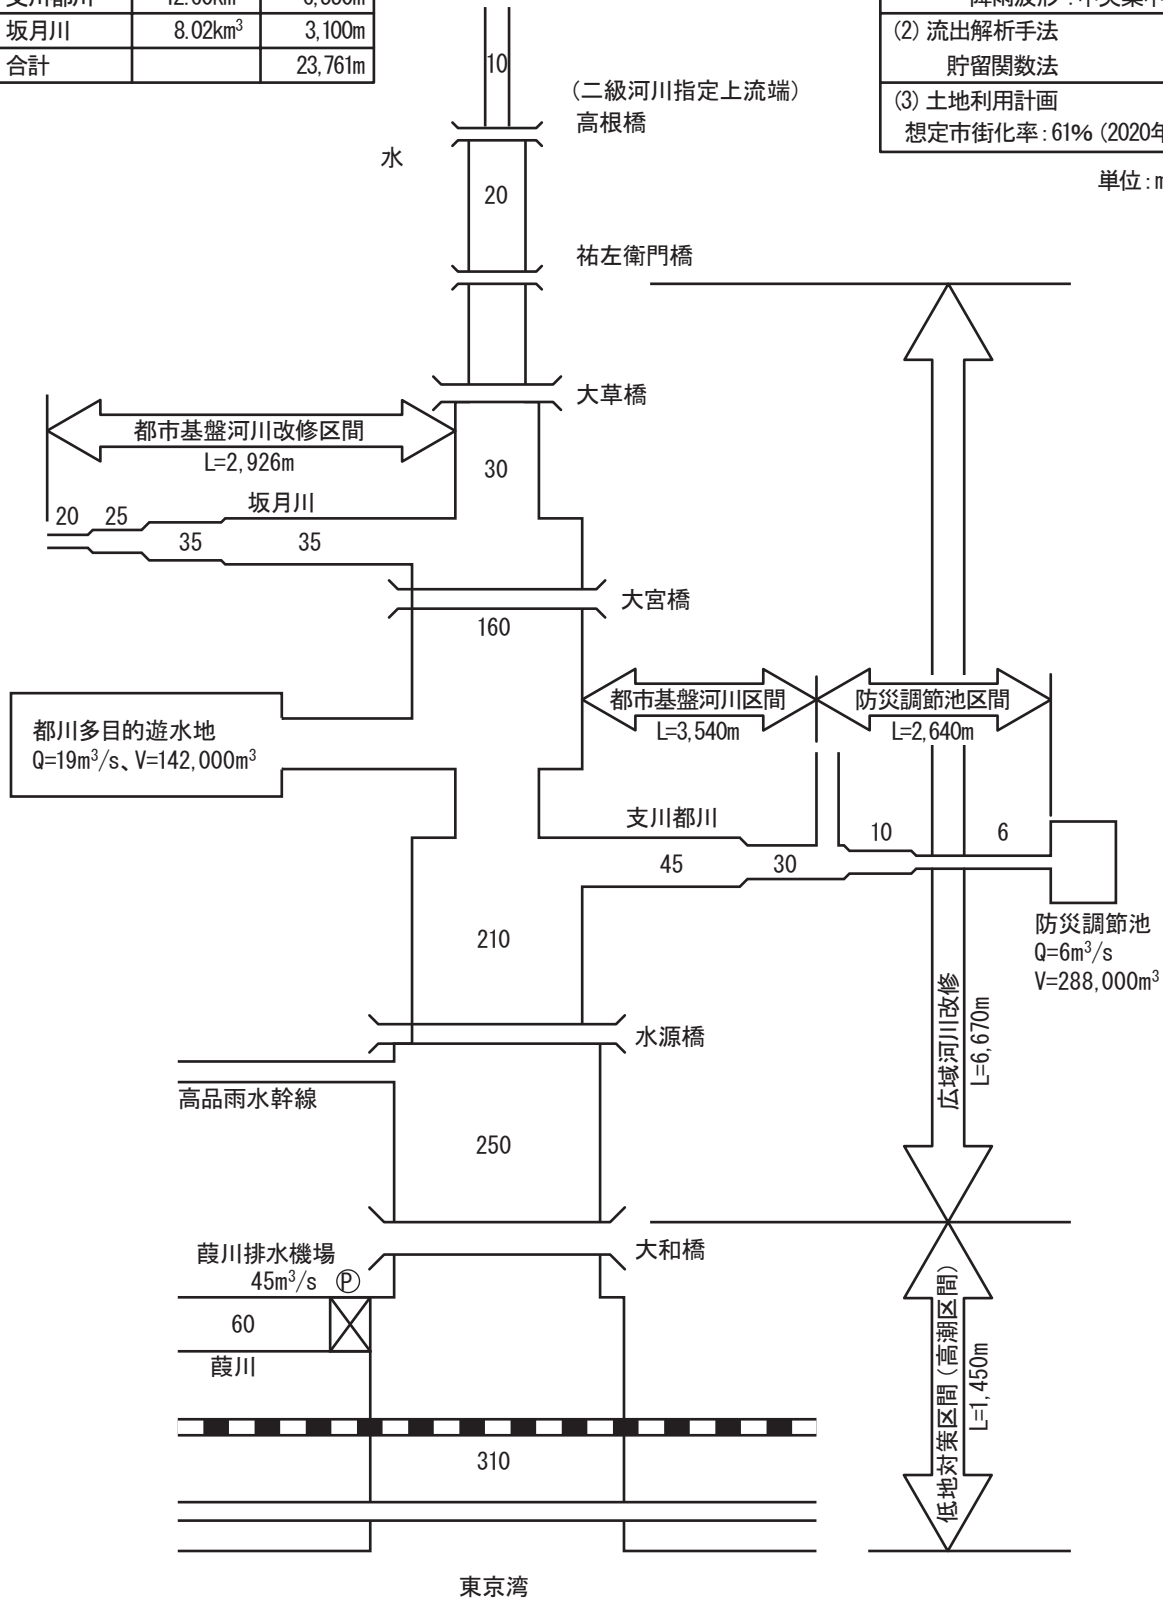 坂月川 8.02km³ 3,100m
合計 23,761m
(2) 流出解析手法
貯留関数法
(3) 土地利用計画
想定市街化率：61% (2020年
単位：m
10
(二級河川指定上流端)
高根橋
水
20
祐左衛門橋
大草橋
都市基盤河川改修区間
L=2,926m
30
坂月川
20 25
35 35
大宮橋
160
都市基盤河川区間
L=3,540m
防災調節池区間
L=2,640m
都川多目的遊水地
Q=19m³/s、V=142,000m³
支川都川
10 6
45 30
防災調節池
Q=6m³/s
V=288,000m³
210
広域河川改修
L=6,670m
水源橋
高品雨水幹線
250
大和橋
葭川排水機場
45m³/s Ⓟ
60
葭川
低地対策区間（高潮区間）
L=1,450m
310
東京湾